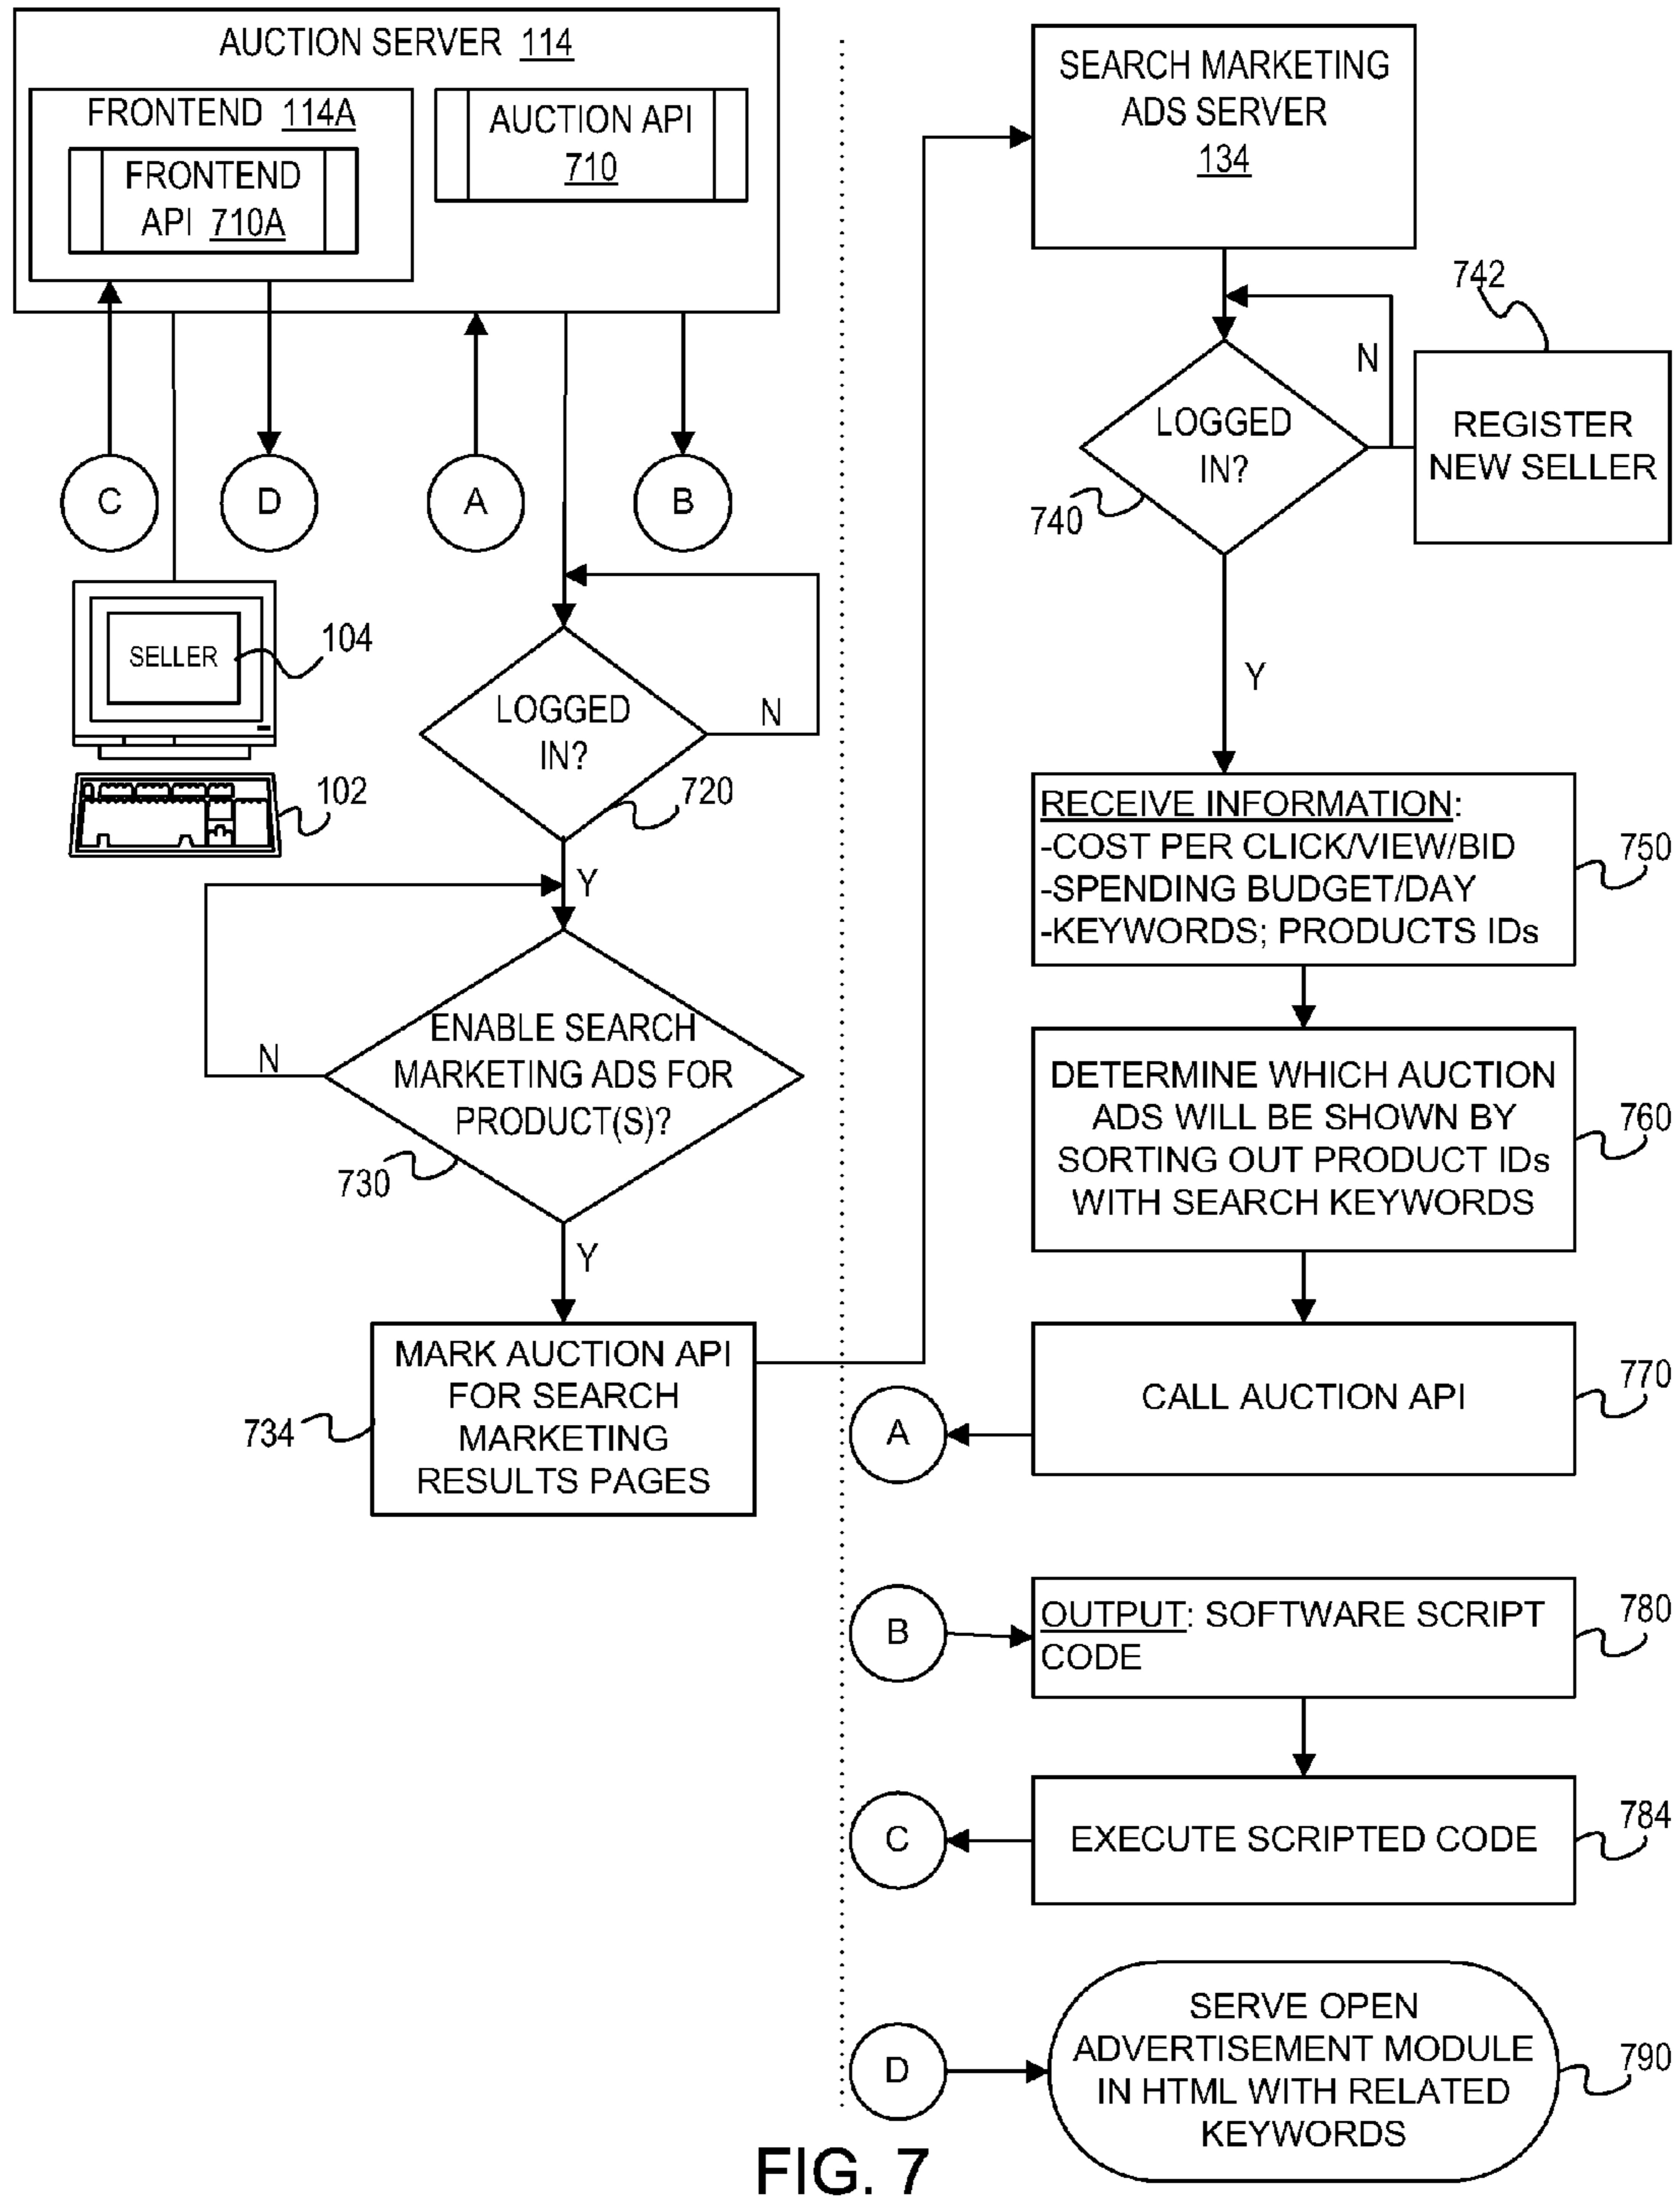 AUCTION SERVER 114
FRONTEND 114A
FRONTEND
API 710A
AUCTION API
710
C
D
A
B
SELLER
104
102
LOGGED
IN?
N
720
Y
ENABLE SEARCH
MARKETING ADS FOR
PRODUCT(S)?
N
730
Y
MARK AUCTION API
FOR SEARCH
MARKETING
RESULTS PAGES
734
SEARCH MARKETING
ADS SERVER
134
742
N
LOGGED
IN?
740
REGISTER
NEW SELLER
Y
RECEIVE INFORMATION:
-COST PER CLICK/VIEW/BID
-SPENDING BUDGET/DAY
-KEYWORDS; PRODUCTS IDs
750
DETERMINE WHICH AUCTION
ADS WILL BE SHOWN BY
SORTING OUT PRODUCT IDs
WITH SEARCH KEYWORDS
760
CALL AUCTION API
770
A
B
OUTPUT: SOFTWARE SCRIPT
CODE
780
C
EXECUTE SCRIPTED CODE
784
D
SERVE OPEN
ADVERTISEMENT MODULE
IN HTML WITH RELATED
KEYWORDS
790
FIG. 7